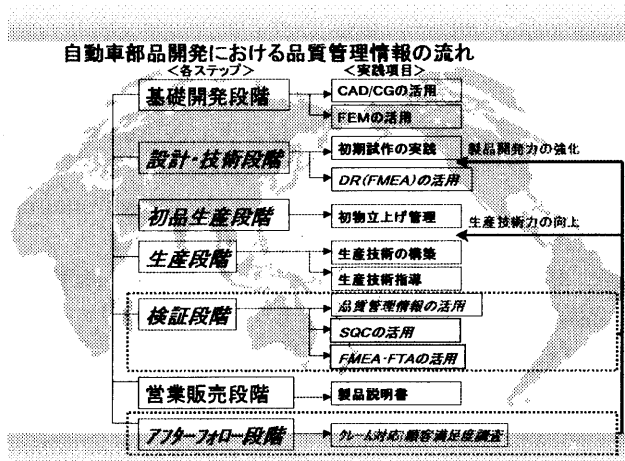 自動車部品開発における品質管理情報の流れ
＜各ステップ＞ ＜実践項目＞
基礎開発段階 CAD/CGの活用
FEMの活用
設計・技術段階 初期試作の実践 製品開発力の強化
DR(FMEA)の活用
初品生産段階 初物立上げ管理 生産技術力の向上
生産段階 生産技術の構築
生産技術指導
検証段階 品質管理情報の活用
SQCの活用
FMEA・FTAの活用
営業販売段階 製品説明書
アフターフォロー段階 クレーム対応;顧客満足度調査